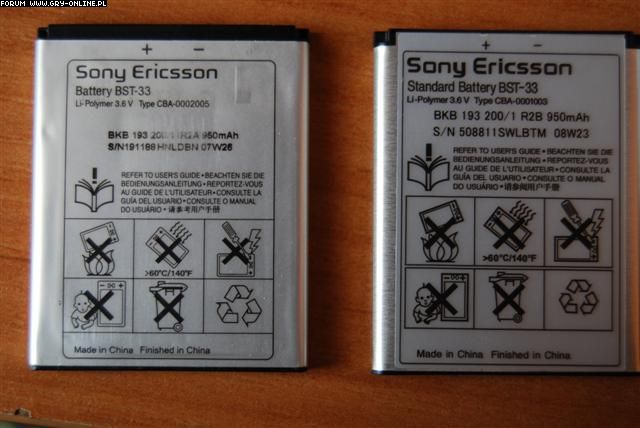 FORUM WWW.GRY-ONLINE.PL
- +
Sony Ericsson
Battery BST-33
Li-Polymer 3.6 V Type CBA-0002005
BKB 193 200/1 R2A 950mAh
S/N191188HNLDBN 07W26
REFER TO USER'S GUIDE • BEACHTEN SIE DIE
BEDIENUNGSANLEITUNG • REPORTEZ-VOUS
AU GUIDE DE L'UTILISATEUR • CONSULTE LA
GUÍA DEL USUARIO • CONSULTE O MANUAL
DO USUÁRIO • 请参考用户手册
>60°C/140°F
- +
Made in China Finished in China
+ -
Sony Ericsson
Standard Battery BST-33
Li-Polymer 3.6 V Type CBA-0001003
BKB 193 200/1 R2B 950mAh
S/N 508811SWLBTM 08W23
REFER TO USER'S GUIDE • BEACHTEN SIE DIE
BEDIENUNGSANLEITUNG • REPORTEZ-VOUS
AU GUIDE DE L'UTILISATEUR • CONSULTE LA
GUÍA DEL USUARIO • CONSULTE O MANUAL
DO USUÁRIO • 请参阅用户手册
>60°C/140°F
- +
Made in China Finished in China